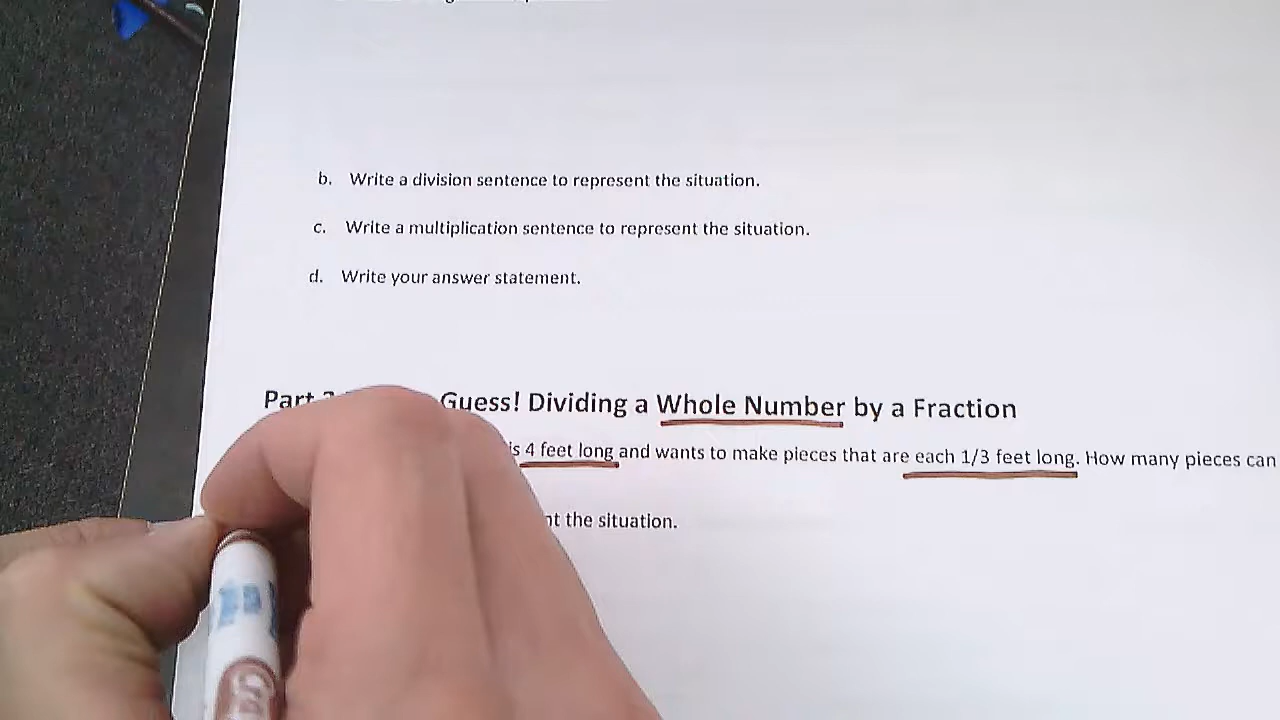 b. Write a division sentence to represent the situation.
c. Write a multiplication sentence to represent the situation.
d. Write your answer statement.
Part Guess! Dividing a Whole Number by a Fraction
is 4 feet long and wants to make pieces that are each 1/3 feet long. How many pieces can
the situation.